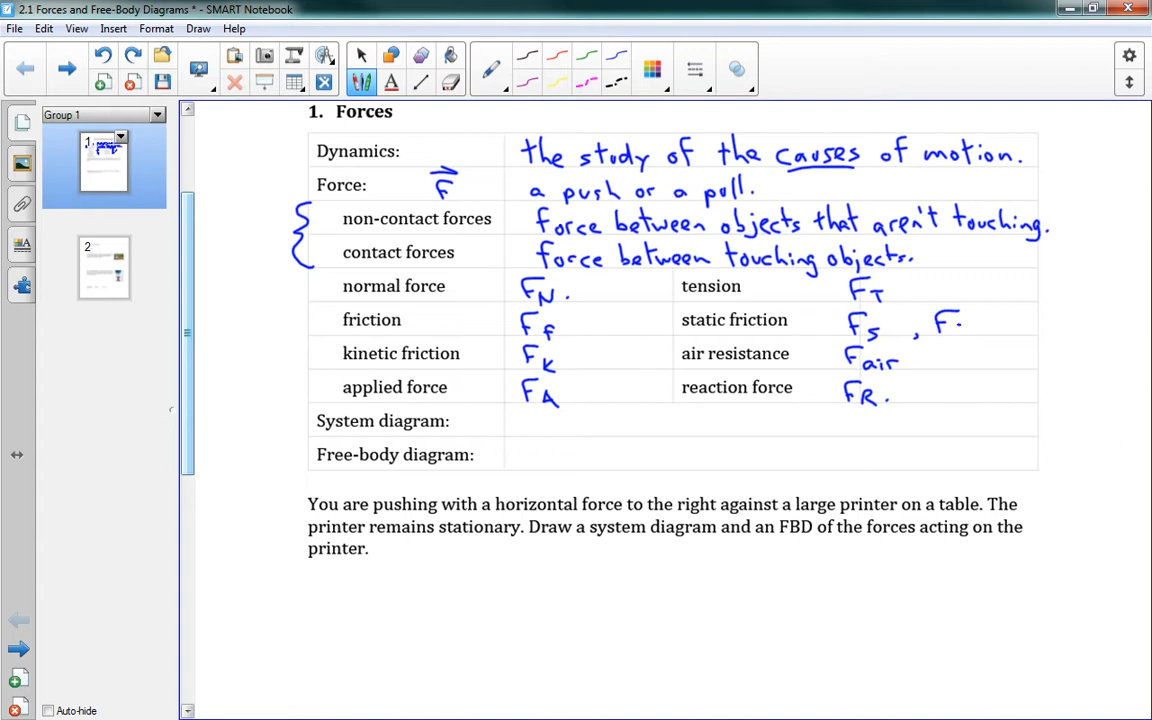 2.1 Forces and Free-Body Diagrams * - SMART Notebook
File Edit View Insert Format Draw Help
Group 1
1
2
1. Forces
Dynamics: the study of the causes of motion.
Force: F a push or a pull.
non-contact forces force between objects that aren't touching.
contact forces force between touching objects.
normal force FN. tension FT
friction Ff static friction Fs , F
kinetic friction FK air resistance Fair
applied force FA reaction force FR.
System diagram:
Free-body diagram:
You are pushing with a horizontal force to the right against a large printer on a table. The
printer remains stationary. Draw a system diagram and an FBD of the forces acting on the
printer.
Auto-hide